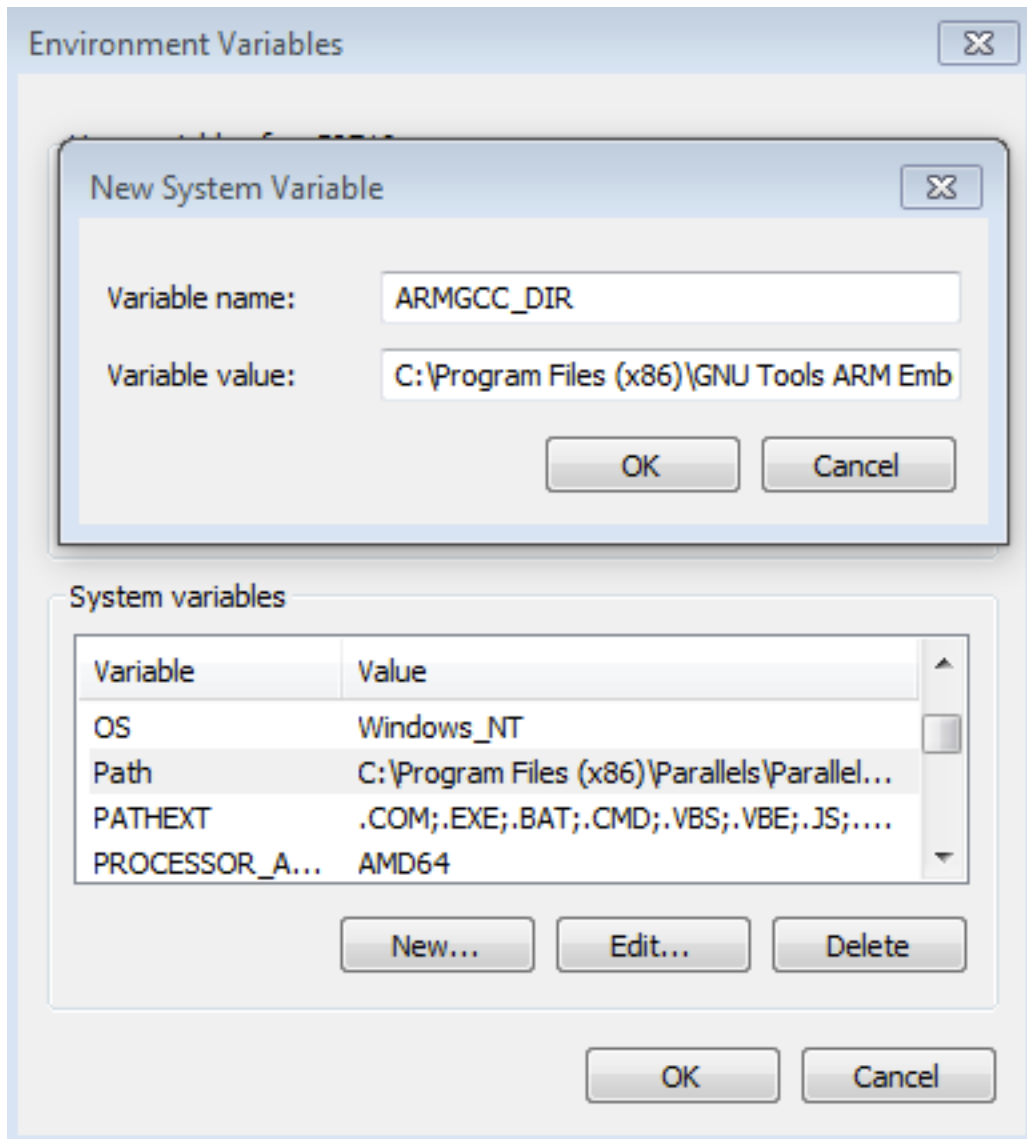 Environment Variables
New System Variable
Variable name: ARMGCC_DIR
Variable value: C:\Program Files (x86)\GNU Tools ARM Emb
OK Cancel
System variables
Variable Value
OS Windows_NT
Path C:\Program Files (x86)\Parallels\Parallel...
PATHEXT .COM;.EXE;.BAT;.CMD;.VBS;.VBE;.JS;....
PROCESSOR_A... AMD64
New... Edit... Delete
OK Cancel